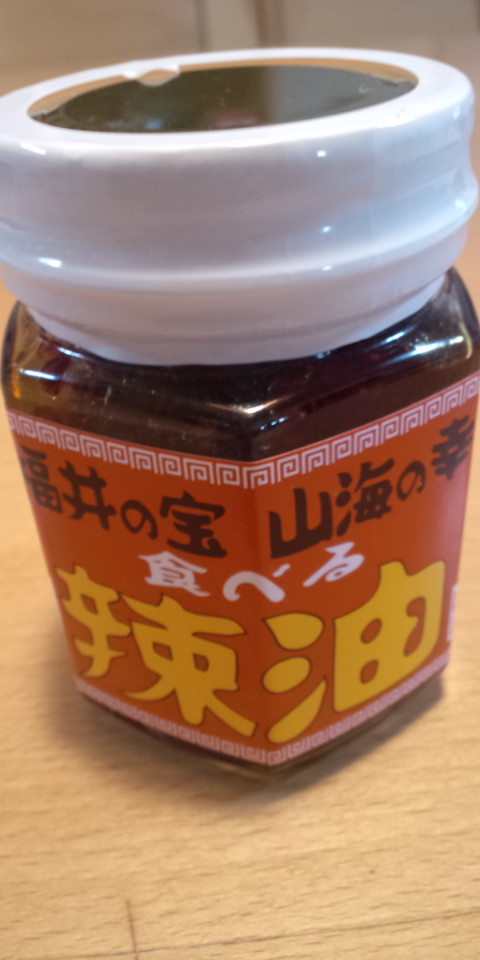 福井の宝 山海の幸
食べる
辣油